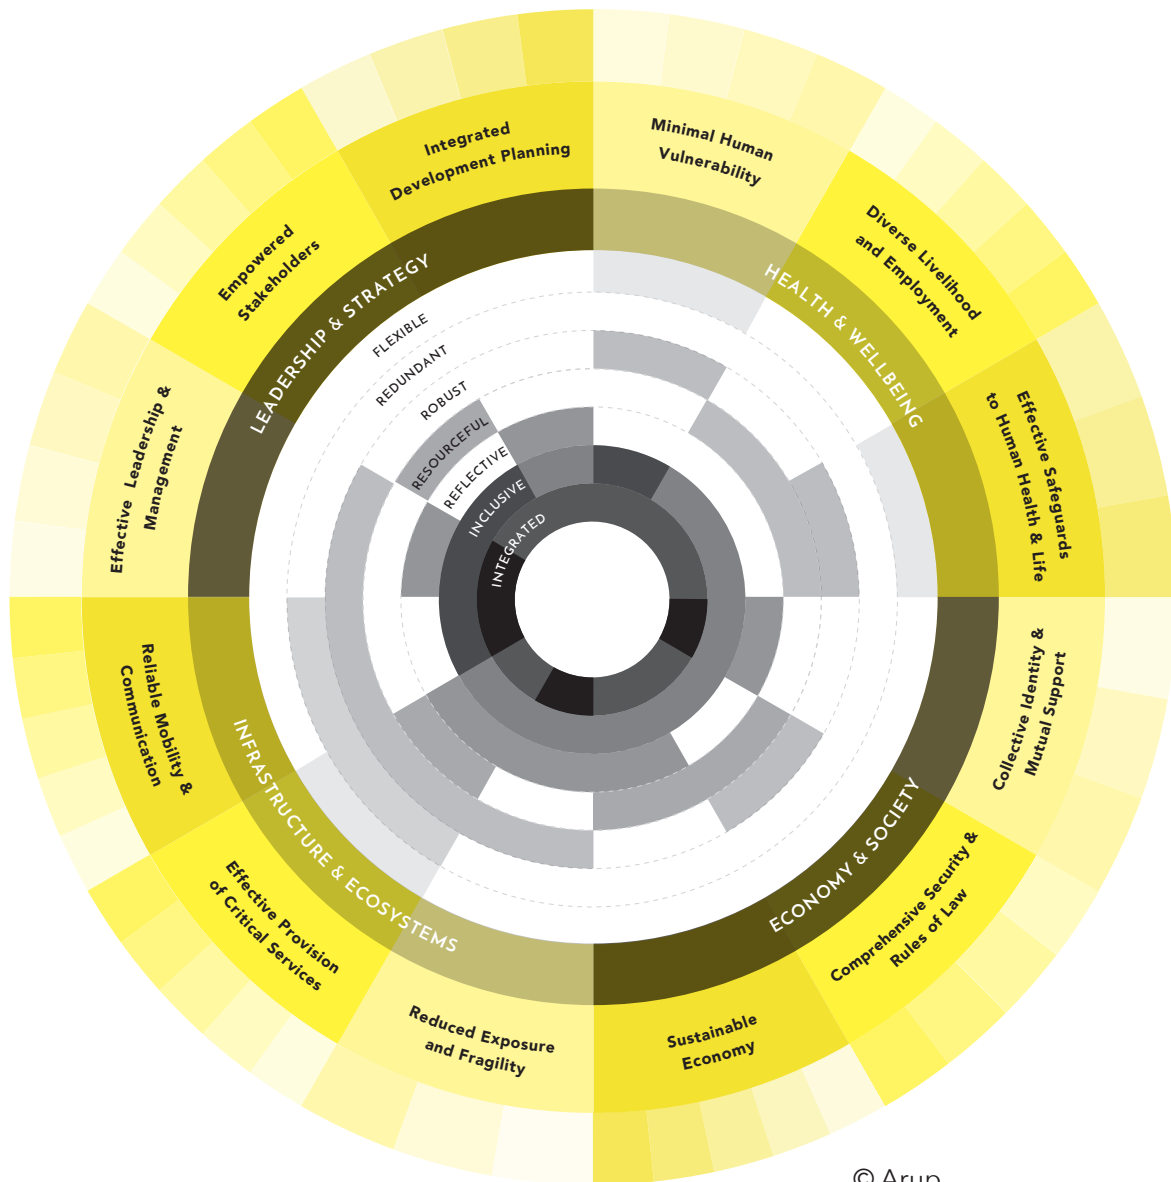 Integrated
Development Planning
Minimal Human
Vulnerability
Diverse Livelihood
and Employment
Effective Safeguards
to Human Health & Life
Collective Identity &
Mutual Support
Comprehensive Security &
Rules of Law
Sustainable
Economy
Reduced Exposure
and Fragility
Effective Provision
of Critical Services
Reliable Mobility &
Communication
Effective Leadership &
Management
Empowered
Stakeholders
LEADERSHIP & STRATEGY
HEALTH & WELLBEING
ECONOMY & SOCIETY
INFRASTRUCTURE & ECOSYSTEMS
FLEXIBLE
REDUNDANT
ROBUST
RESOURCEFUL
REFLECTIVE
INCLUSIVE
INTEGRATED
© Arup